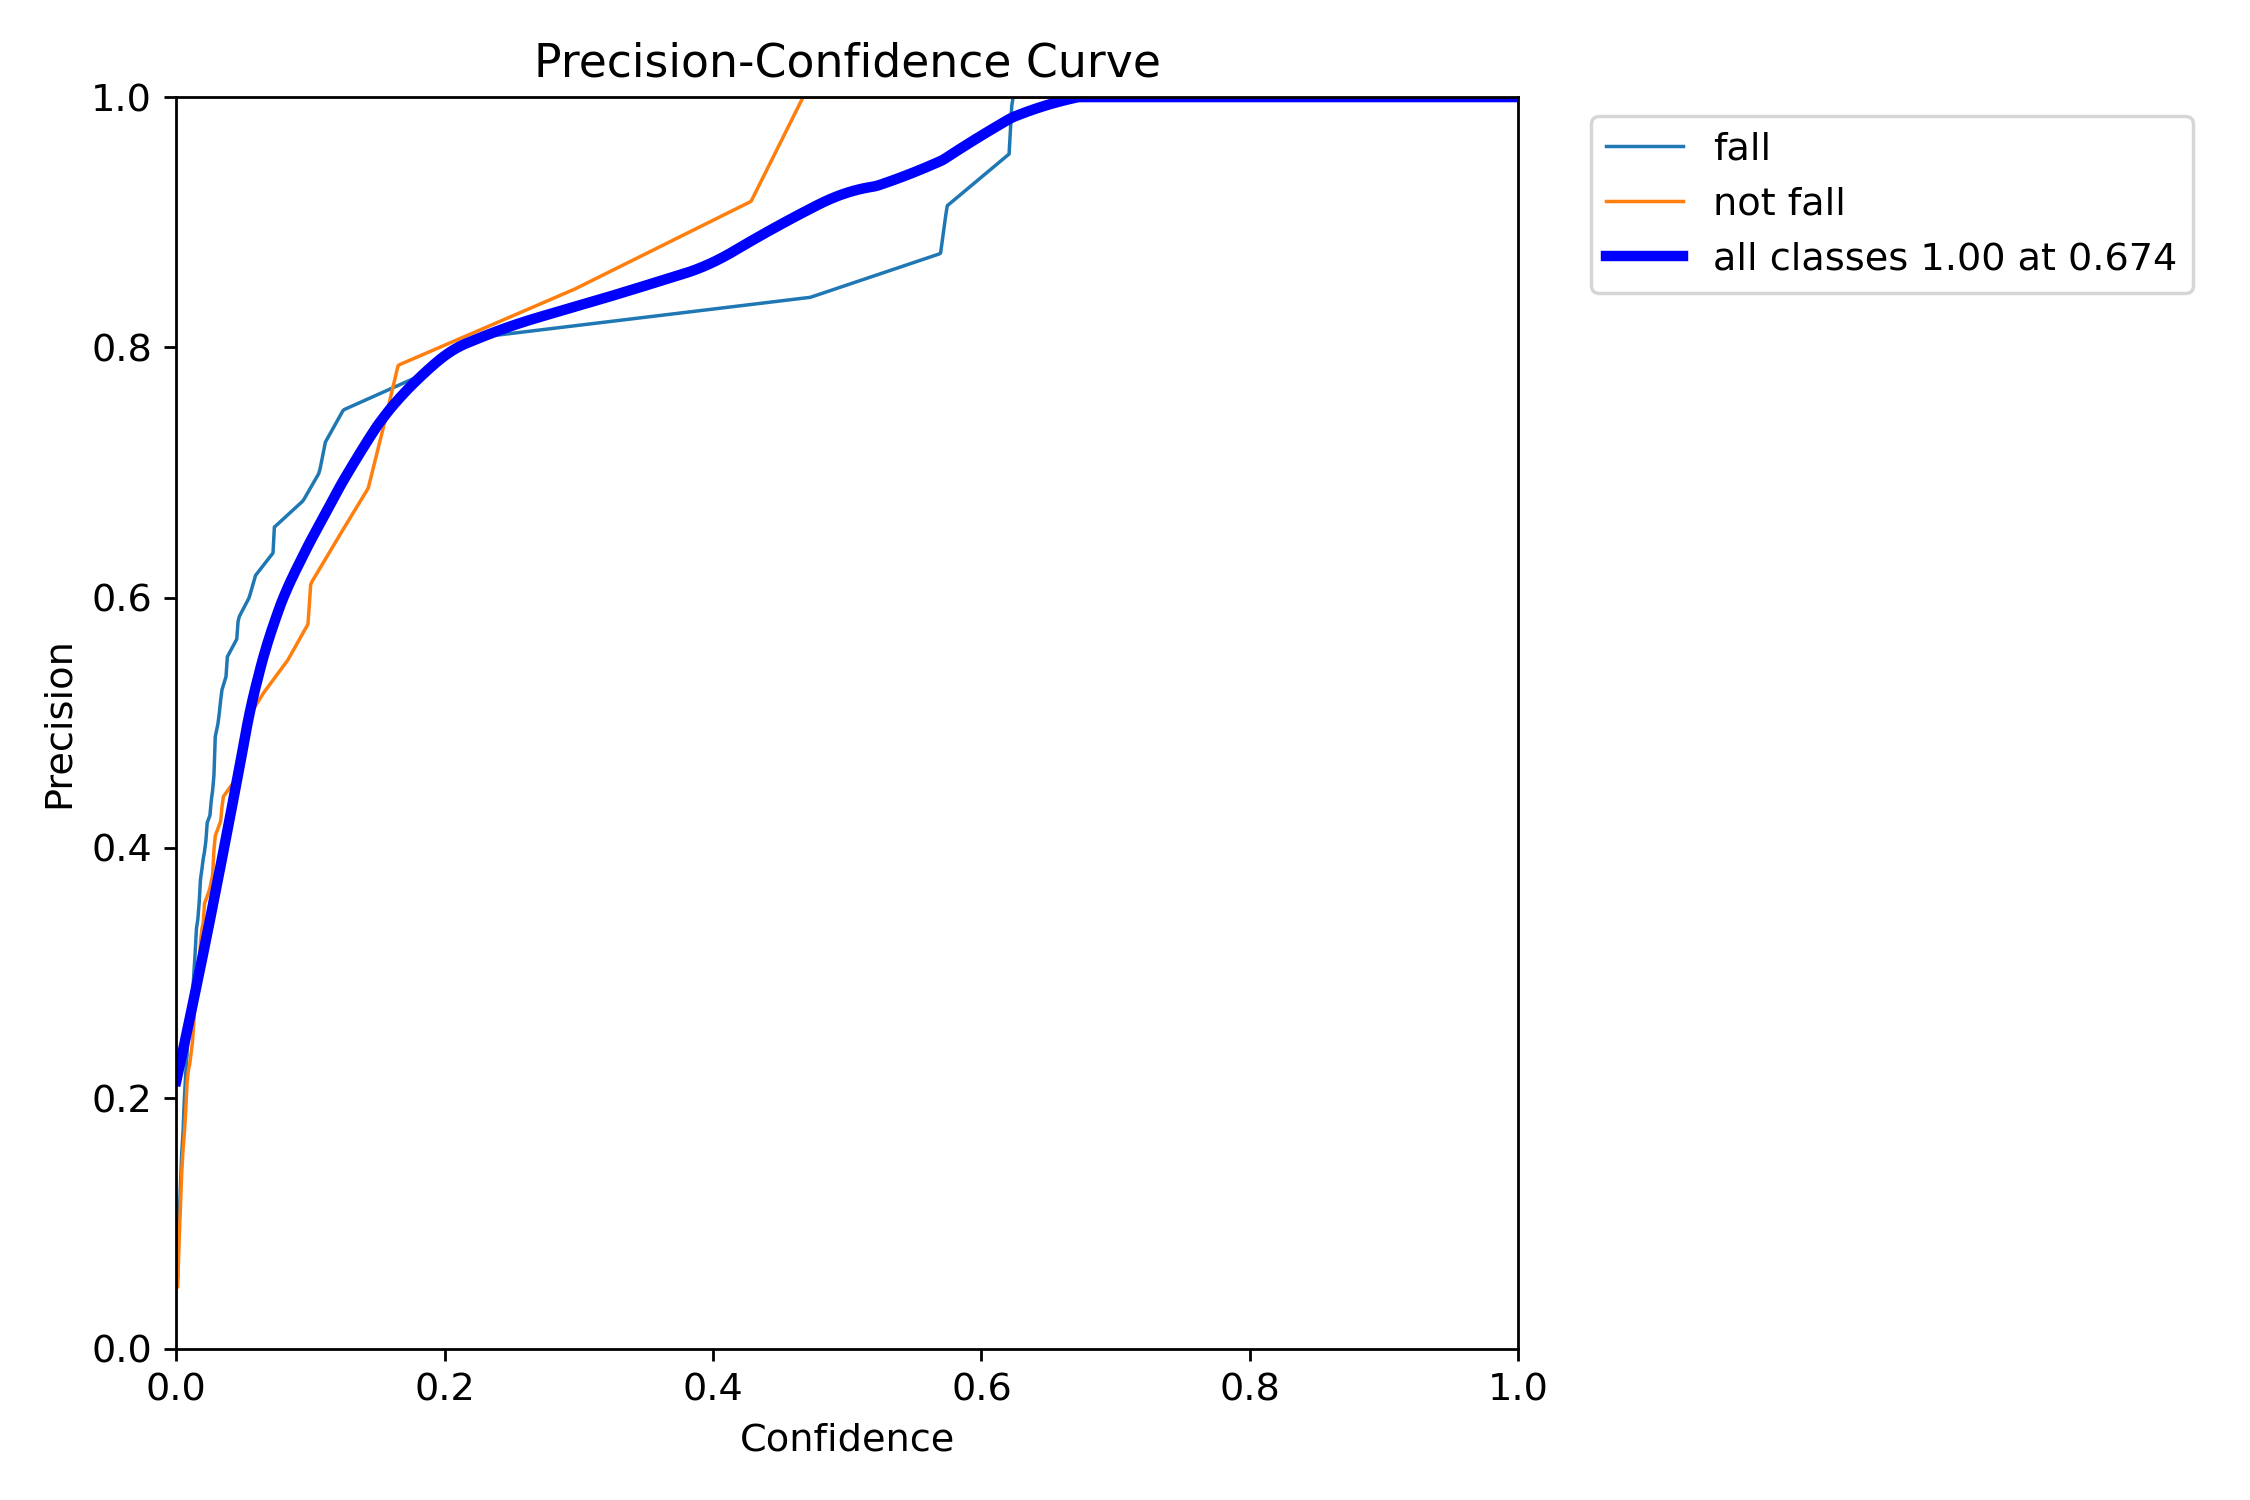 Precision-Confidence Curve
1.0
0.8
0.6
0.4
0.2
0.0
Precision
0.0 0.2 0.4 0.6 0.8 1.0
Confidence
fall
not fall
all classes 1.00 at 0.674